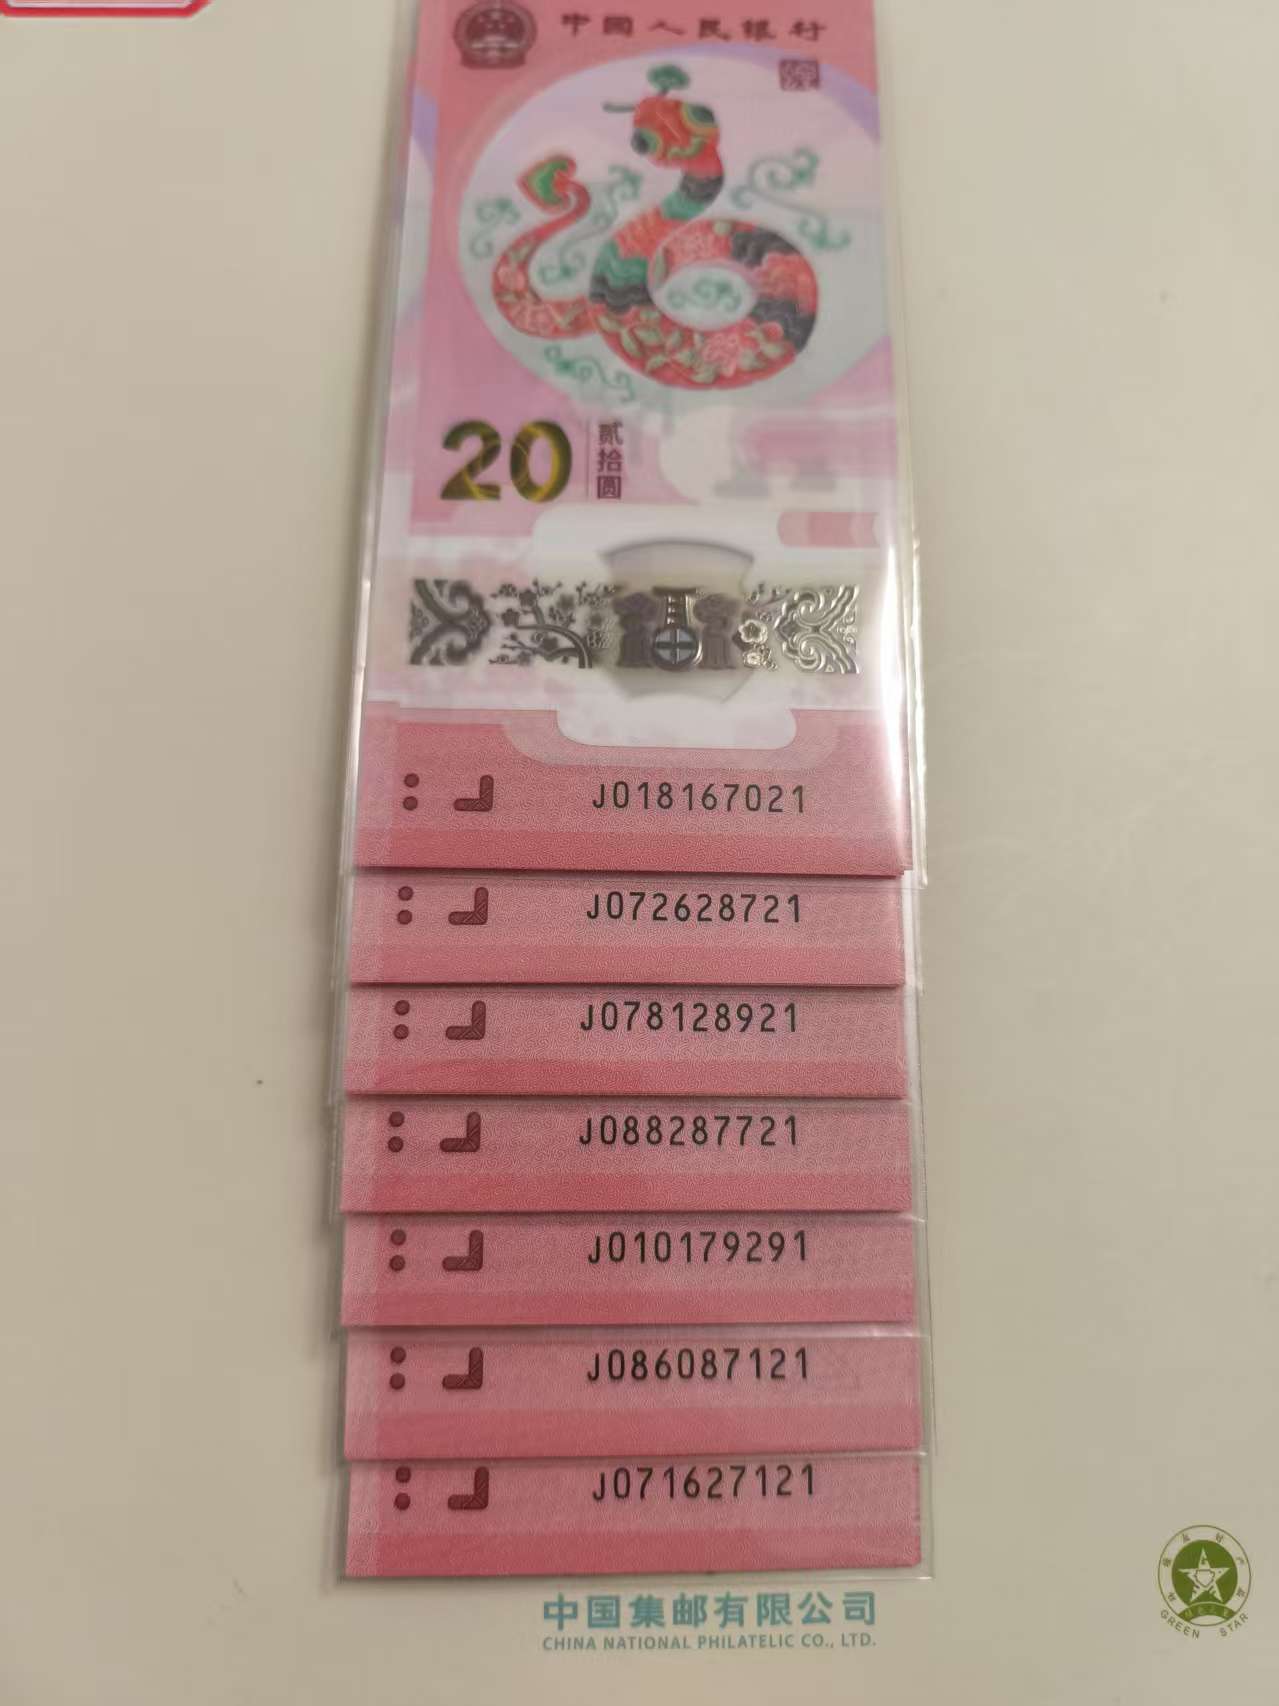 中国人民银行
20
贰拾圆
J018167021
J072628721
J078128921
J088287721
J010179291
J086087121
J071627121
中国集邮有限公司
CHINA NATIONAL PHILATELIC CO., LTD.
GREEN STAR